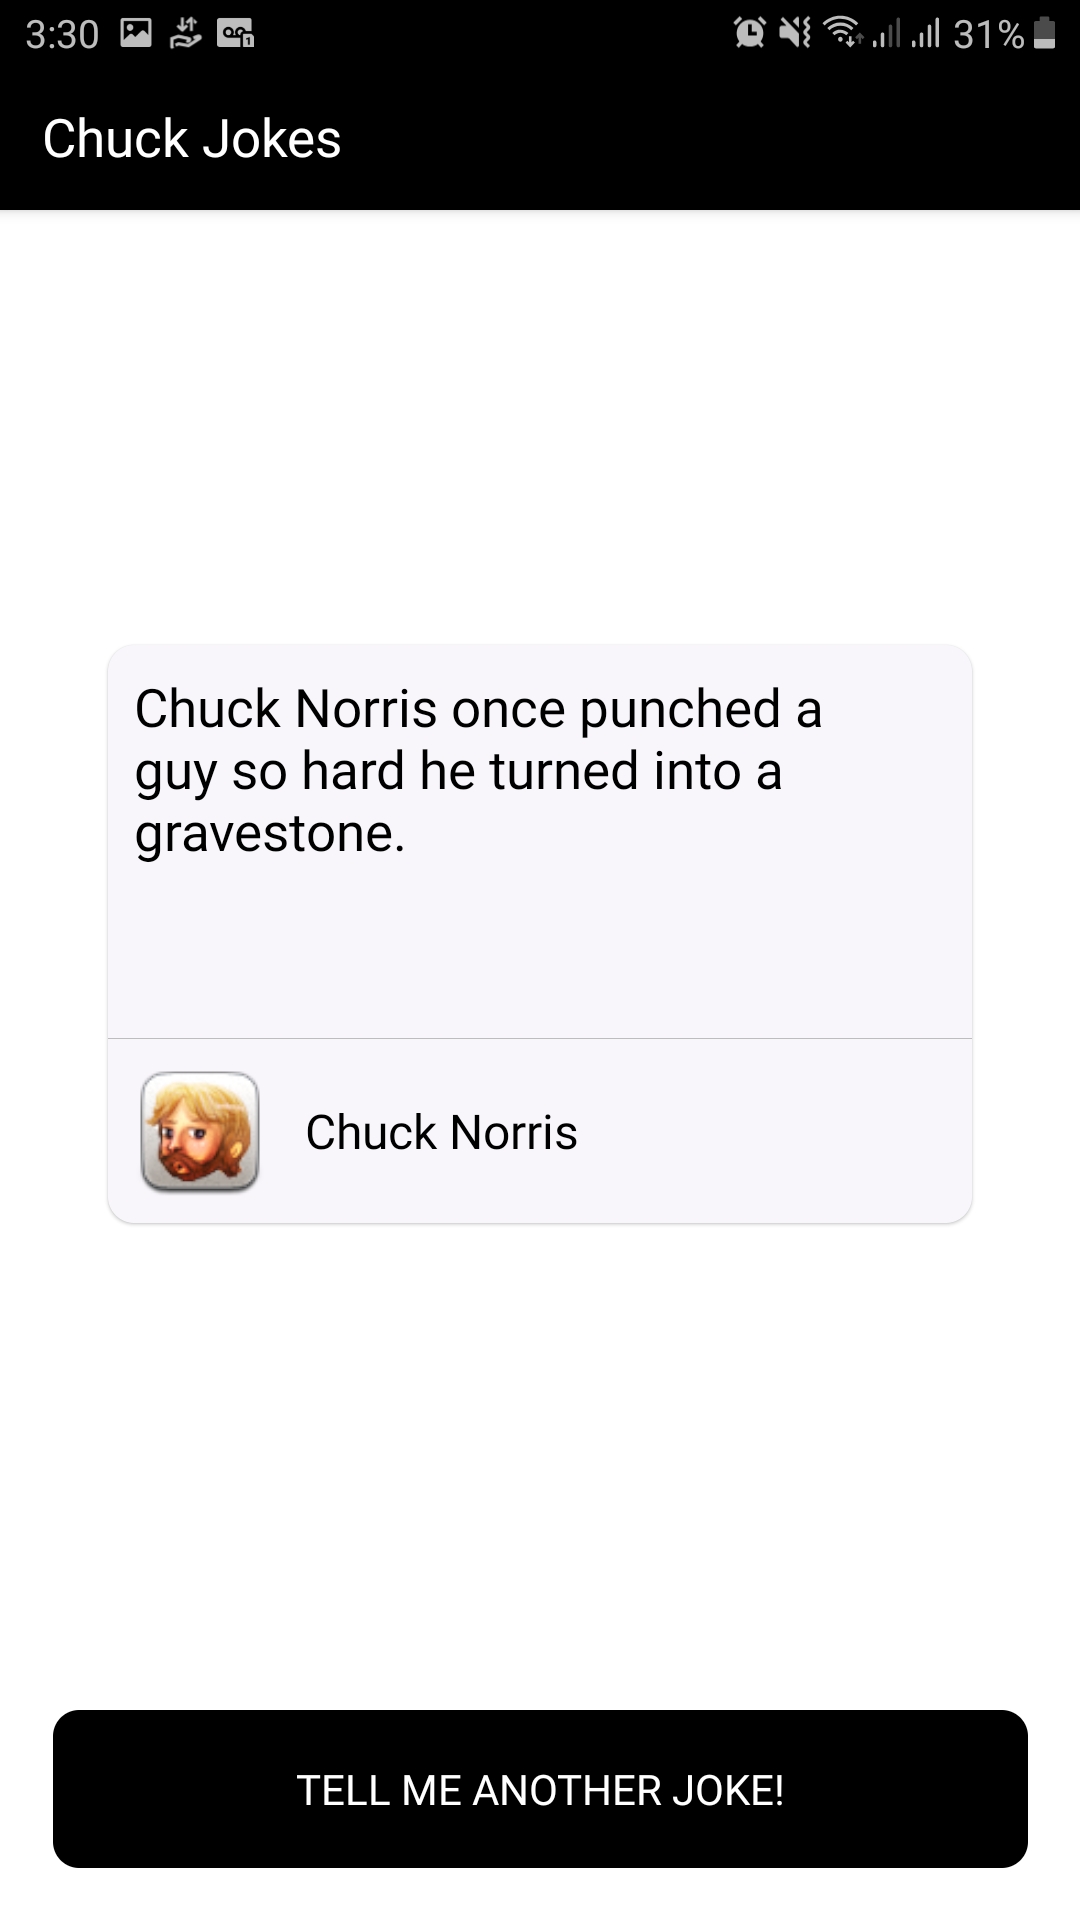 3:30 31%
Chuck Jokes
Chuck Norris once punched a
guy so hard he turned into a
gravestone.
Chuck Norris
TELL ME ANOTHER JOKE!